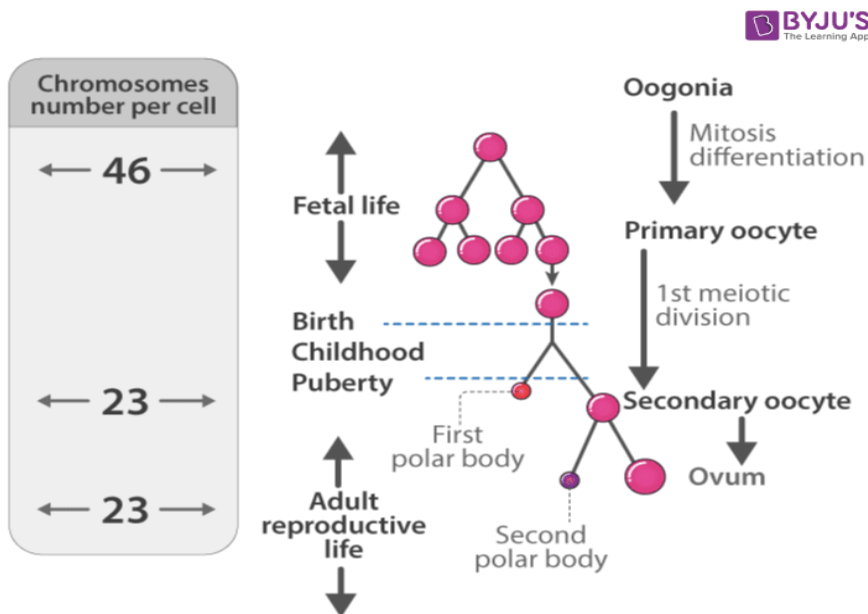 BYJU'S
The Learning App
Chromosomes
number per cell
46
23
23
Fetal life
Birth
Childhood
Puberty
Adult
reproductive
life
First
polar body
Second
polar body
Oogonia
Mitosis
differentiation
Primary oocyte
1st meiotic
division
Secondary oocyte
Ovum